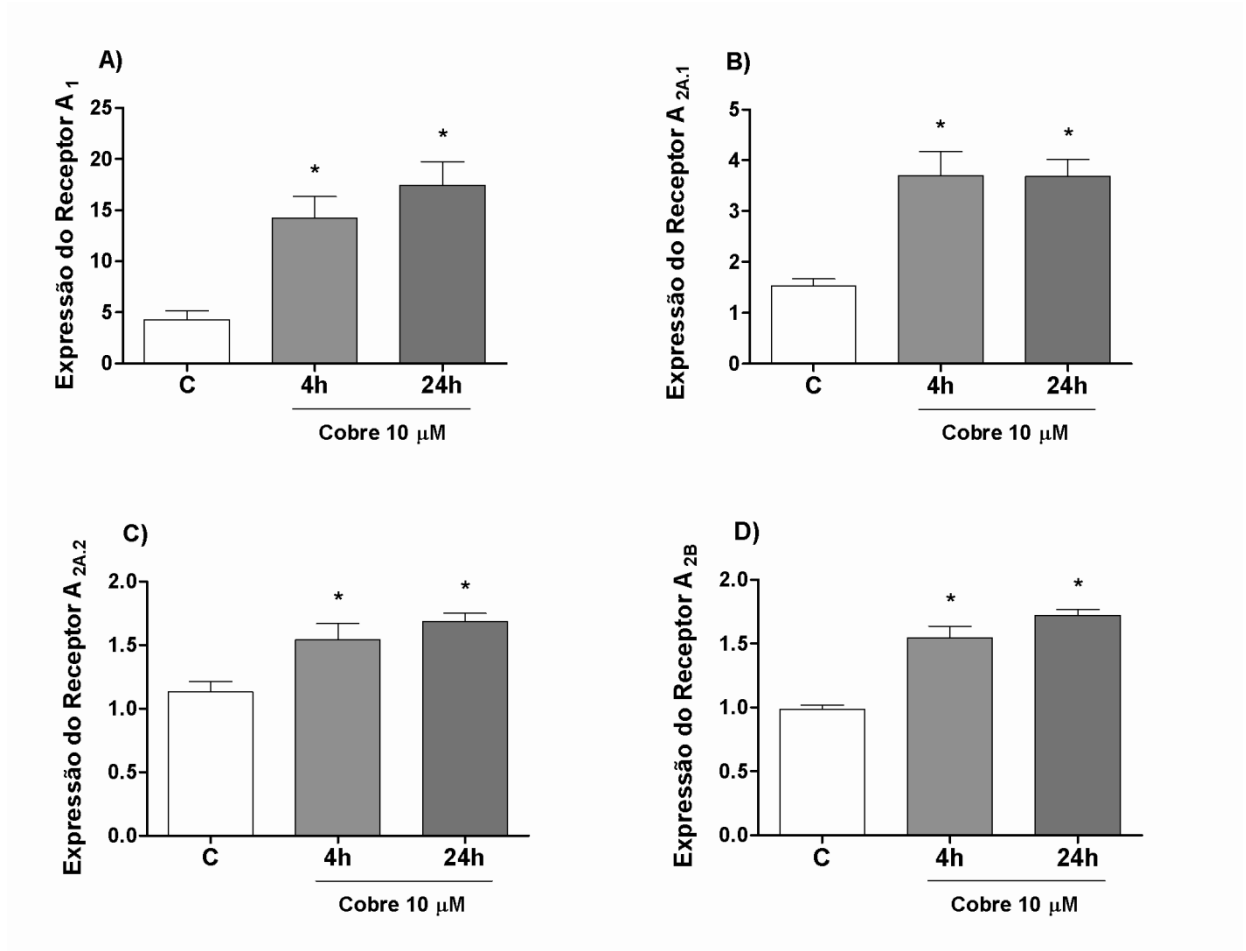 A)
Expressão do Receptor A1
25
20
15
10
5
0
*
*
C
4h
24h
Cobre 10 µM
B)
Expressão do Receptor A2A.1
5
4
3
2
1
0
*
*
C
4h
24h
Cobre 10 µM
C)
Expressão do Receptor A2A.2
2.0
1.5
1.0
0.5
0.0
*
*
C
4h
24h
Cobre 10 µM
D)
Expressão do Receptor A2B
2.0
1.5
1.0
0.5
0.0
*
*
C
4h
24h
Cobre 10 µM